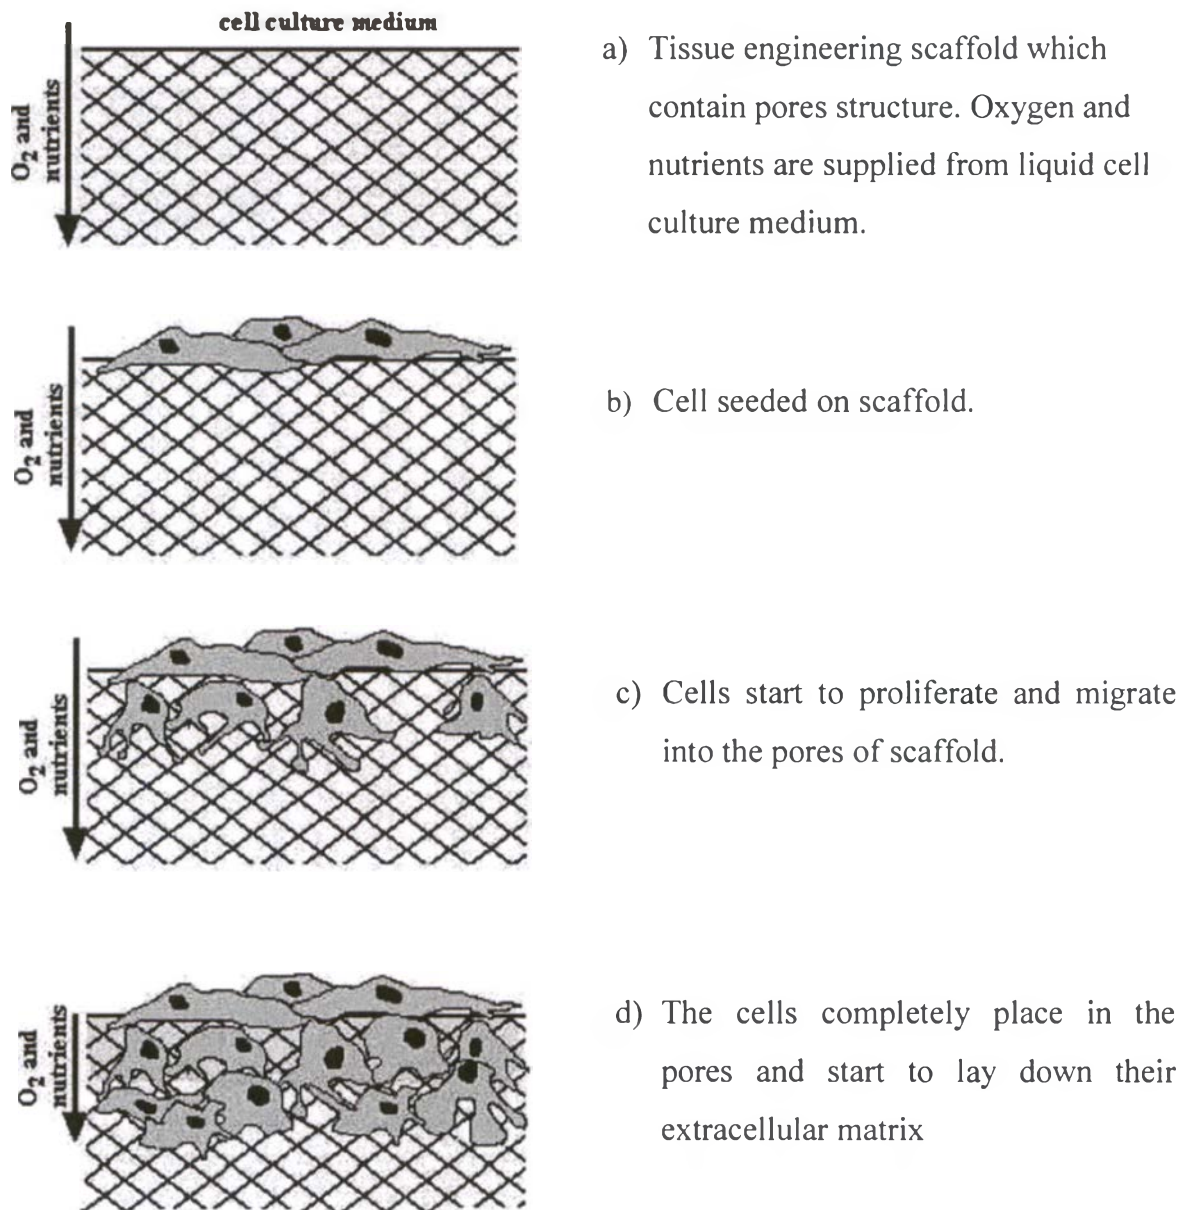 cell culture medium
O2 and
nutrients
a) Tissue engineering scaffold which
contain pores structure. Oxygen and
nutrients are supplied from liquid cell
culture medium.
O2 and
nutrients
b) Cell seeded on scaffold.
O2 and
nutrients
c) Cells start to proliferate and migrate
into the pores of scaffold.
O2 and
nutrients
d) The cells completely place in the
pores and start to lay down their
extracellular matrix